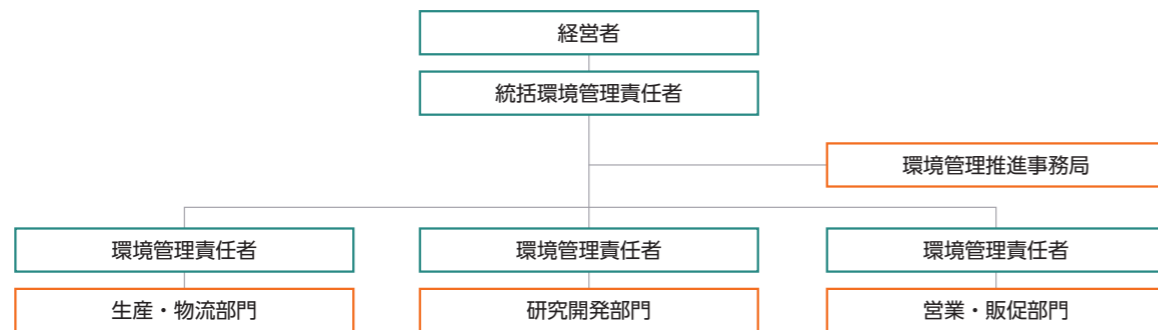 経営者
統括環境管理責任者
環境管理推進事務局
環境管理責任者
環境管理責任者
環境管理責任者
生産・物流部門
研究開発部門
営業・販促部門